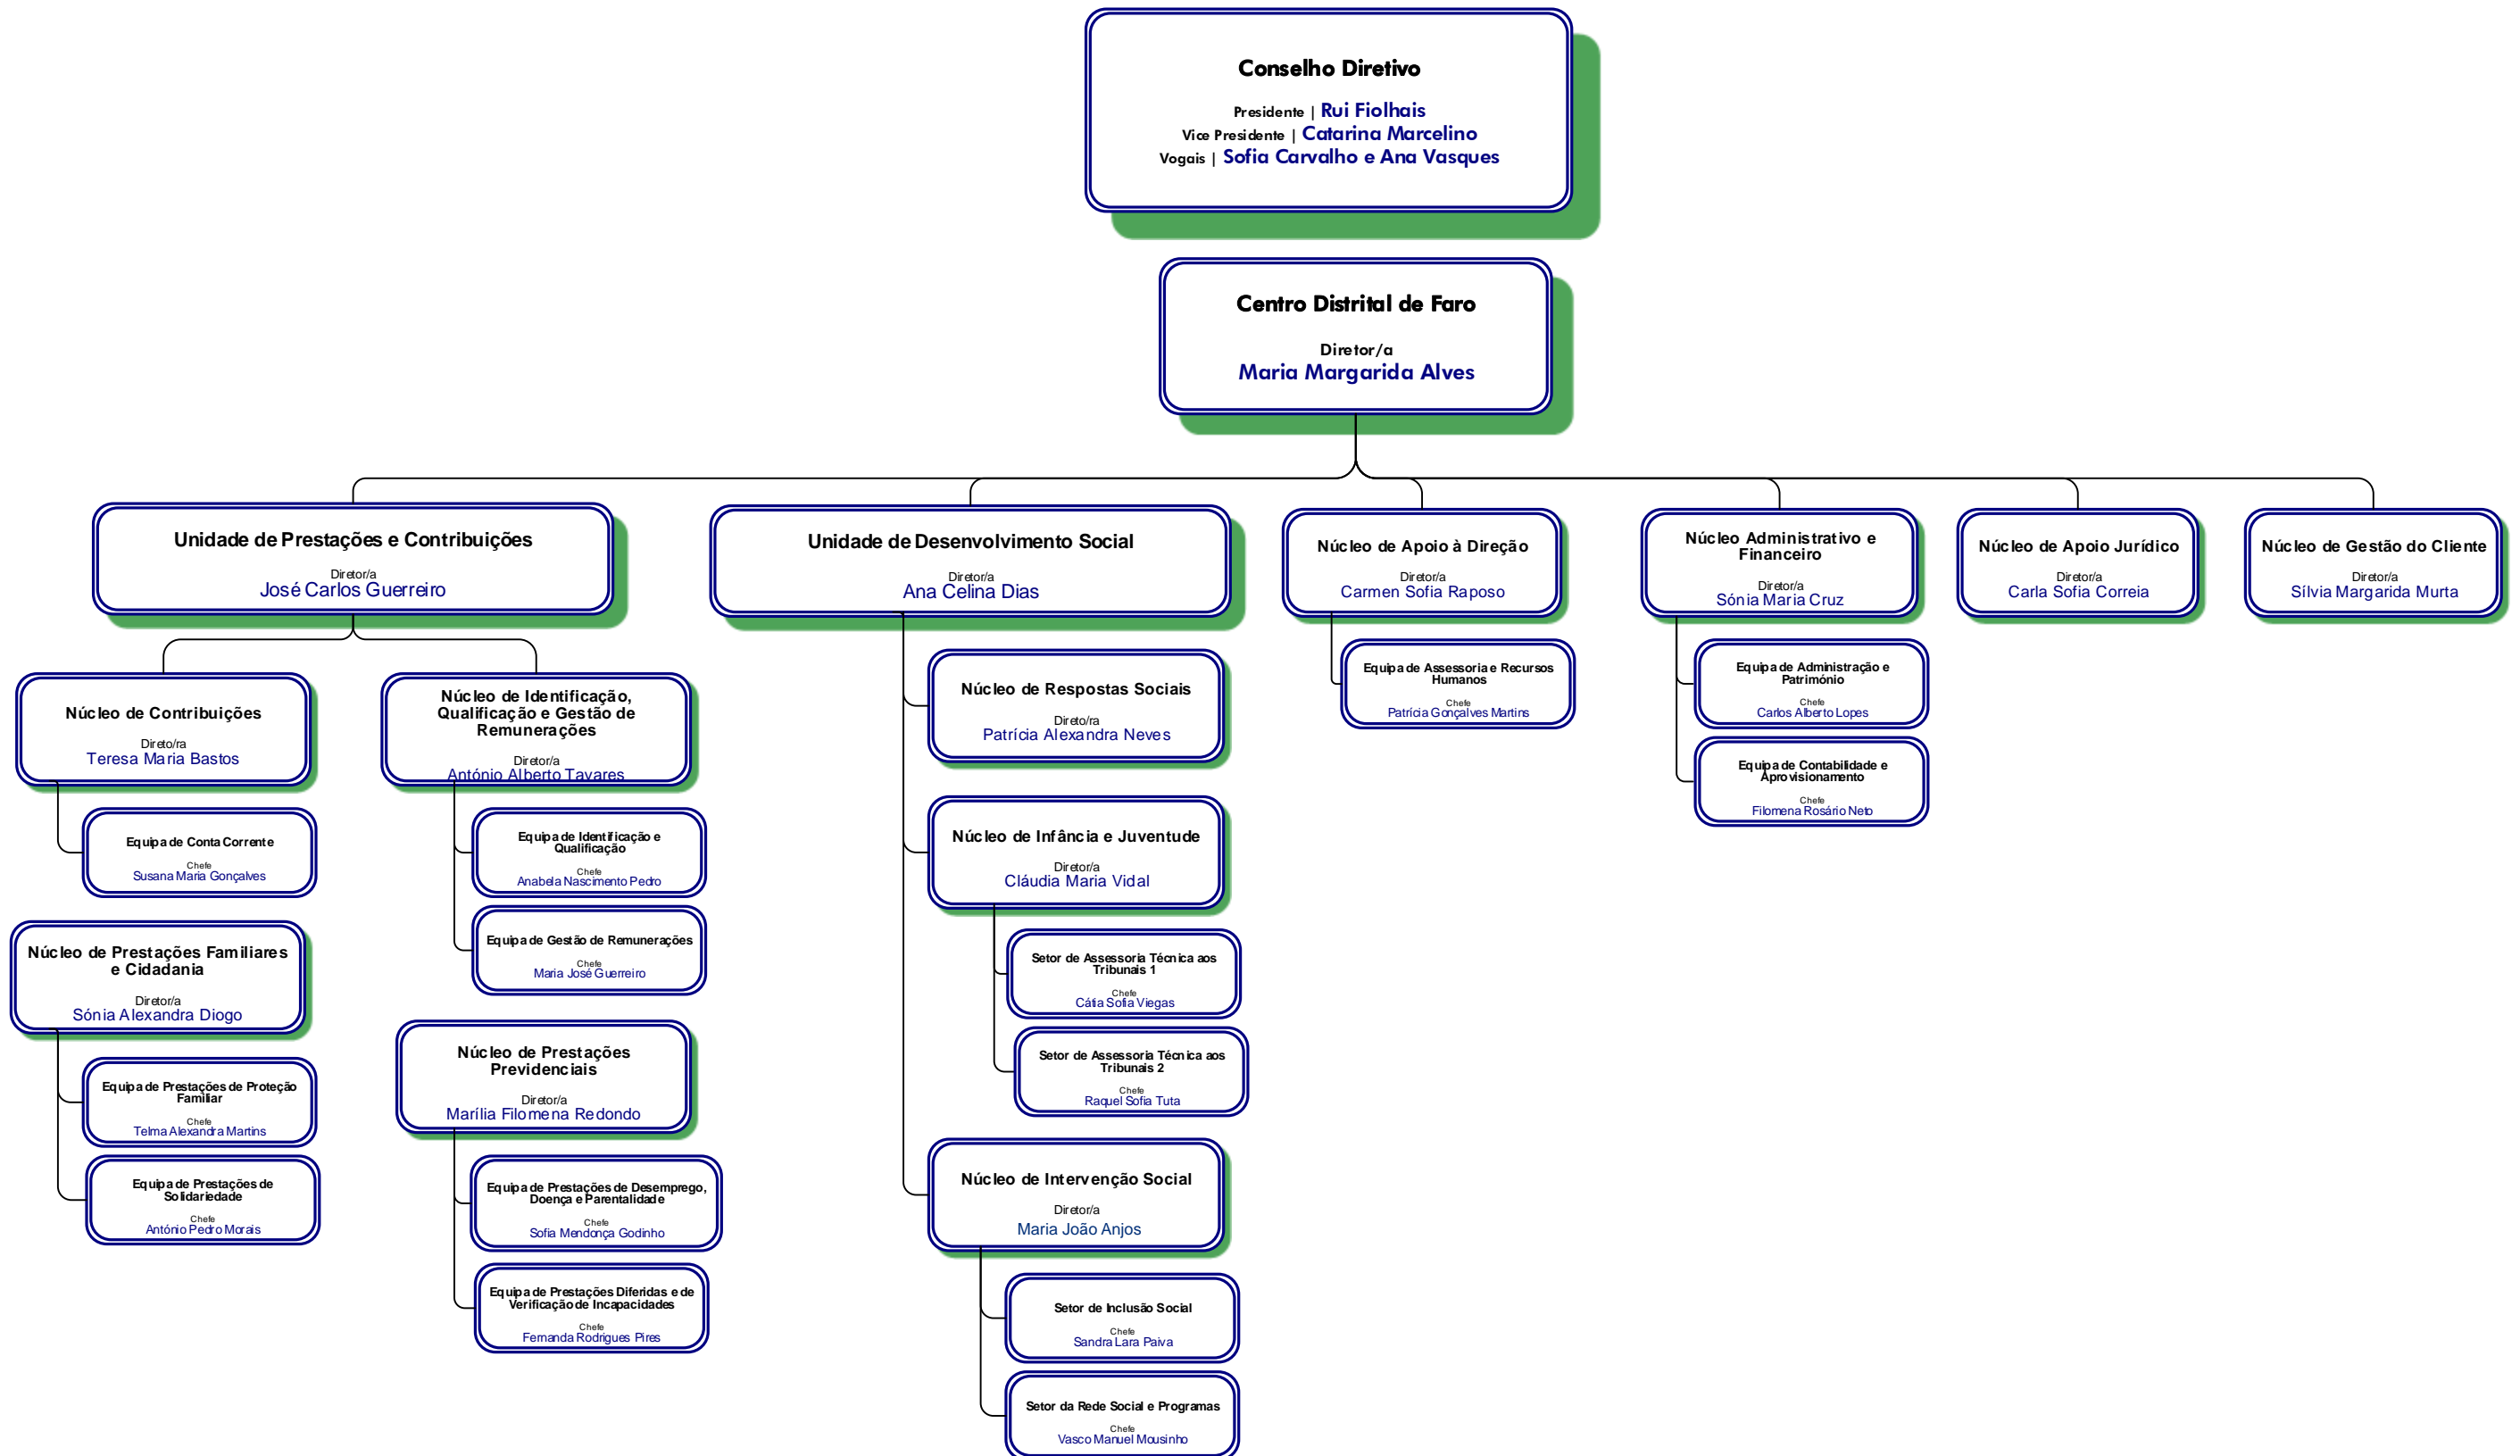 Conselho Diretivo
Presidente | Rui Fiolhais
Vice Presidente | Catarina Marcelino
Vogais | Sofia Carvalho e Ana Vasques
Centro Distrital de Faro
Diretor/a
Maria Margarida Alves
Unidade de Prestações e Contribuições
Diretor/a
José Carlos Guerreiro
Unidade de Desenvolvimento Social
Diretor/a
Ana Celina Dias
Núcleo de Apoio à Direção
Diretor/a
Carmen Sofia Raposo
Núcleo Administrativo e
Financeiro
Diretor/a
Sónia Maria Cruz
Núcleo de Apoio Jurídico
Diretor/a
Carla Sofia Correia
Núcleo de Gestão do Cliente
Diretor/a
Sílvia Margarida Murta
Núcleo de Contribuições
Direto/ra
Teresa Maria Bastos
Equipa de Conta Corrente
Chefe
Susana Maria Gonçalves
Núcleo de Prestações Familiares
e Cidadania
Diretor/a
Sónia Alexandra Diogo
Equipa de Prestações de Proteção
Familiar
Chefe
Telma Alexandra Martins
Equipa de Prestações de
Solidariedade
Chefe
António Pedro Morais
Núcleo de Identificação,
Qualificação e Gestão de
Remunerações
Diretor/a
António Alberto Tavares
Equipa de Identificação e
Qualificação
Chefe
Anabela Nascimento Pedro
Equipa de Gestão de Remunerações
Chefe
Maria José Guerreiro
Núcleo de Prestações
Previdenciais
Diretor/a
Marília Filomena Redondo
Equipa de Prestações de Desemprego,
Doença e Parentalidade
Chefe
Sofia Mendonça Godinho
Equipa de Prestações Diferidas e de
Verificação de Incapacidades
Chefe
Fernanda Rodrigues Pires
Núcleo de Respostas Sociais
Direto/ra
Patrícia Alexandra Neves
Núcleo de Infância e Juventude
Diretor/a
Cláudia Maria Vidal
Setor de Assessoria Técnica aos
Tribunais 1
Chefe
Cátia Sofia Viegas
Setor de Assessoria Técnica aos
Tribunais 2
Chefe
Raquel Sofia Tuta
Núcleo de Intervenção Social
Diretor/a
Maria João Anjos
Setor de Inclusão Social
Chefe
Sandra Lara Paiva
Setor da Rede Social e Programas
Chefe
Vasco Manuel Mousinho
Equipa de Assessoria e Recursos
Humanos
Chefe
Patrícia Gonçalves Martins
Equipa de Administração e
Património
Chefe
Carlos Alberto Lopes
Equipa de Contabilidade e
Aprovisionamento
Chefe
Filomena Rosário Neto